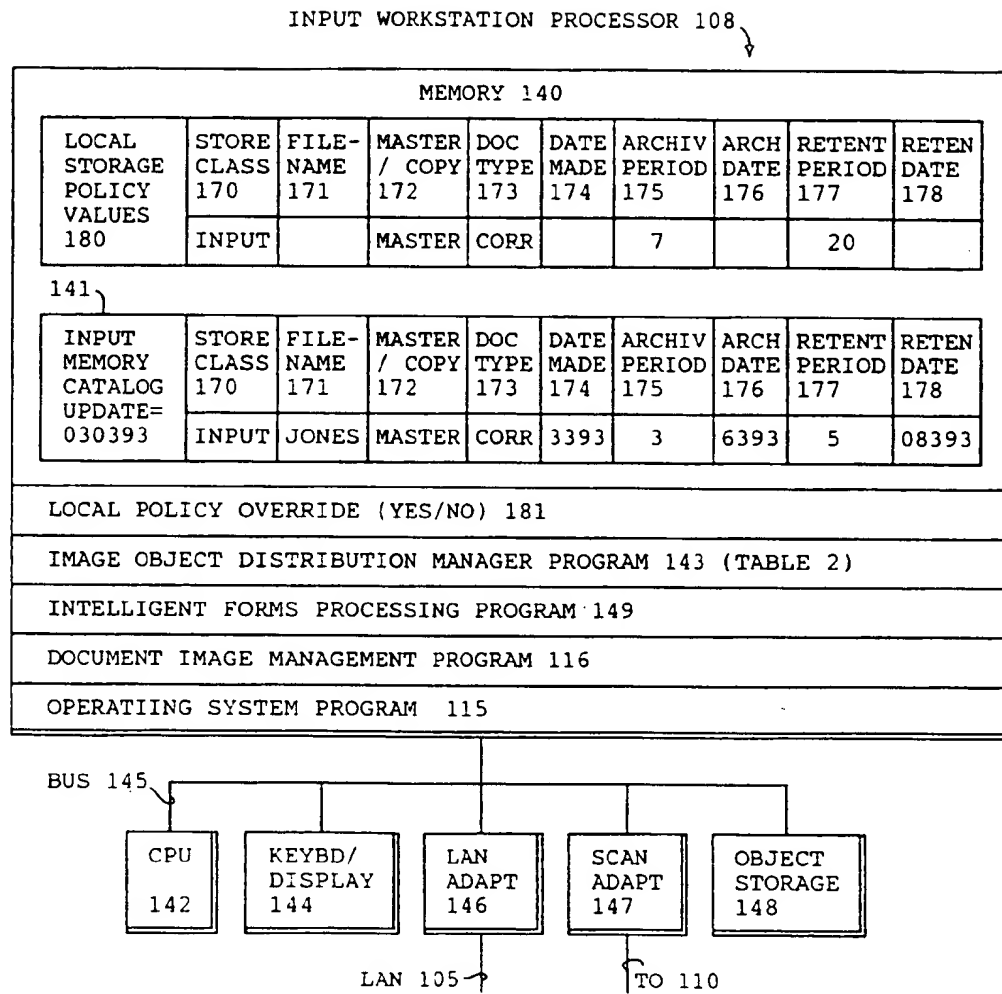 INPUT WORKSTATION PROCESSOR 108
MEMORY 140
LOCAL STORAGE POLICY VALUES 180
STORE CLASS 170
FILE-NAME 171
MASTER / COPY 172
DOC TYPE 173
DATE MADE 174
ARCHIV PERIOD 175
ARCH DATE 176
RETENT PERIOD 177
RETEN DATE 178
INPUT MASTER CORR 7 20
141
INPUT MEMORY CATALOG UPDATE= 030393
STORE CLASS 170
FILE-NAME 171
MASTER / COPY 172
DOC TYPE 173
DATE MADE 174
ARCHIV PERIOD 175
ARCH DATE 176
RETENT PERIOD 177
RETEN DATE 178
INPUT JONES MASTER CORR 3393 3 6393 5 08393
LOCAL POLICY OVERRIDE (YES/NO) 181
IMAGE OBJECT DISTRIBUTION MANAGER PROGRAM 143 (TABLE 2)
INTELLIGENT FORMS PROCESSING PROGRAM 149
DOCUMENT IMAGE MANAGEMENT PROGRAM 116
OPERATIING SYSTEM PROGRAM 115
BUS 145
CPU 142
KEYBD/ DISPLAY 144
LAN ADAPT 146
SCAN ADAPT 147
OBJECT STORAGE 148
LAN 105
TO 110